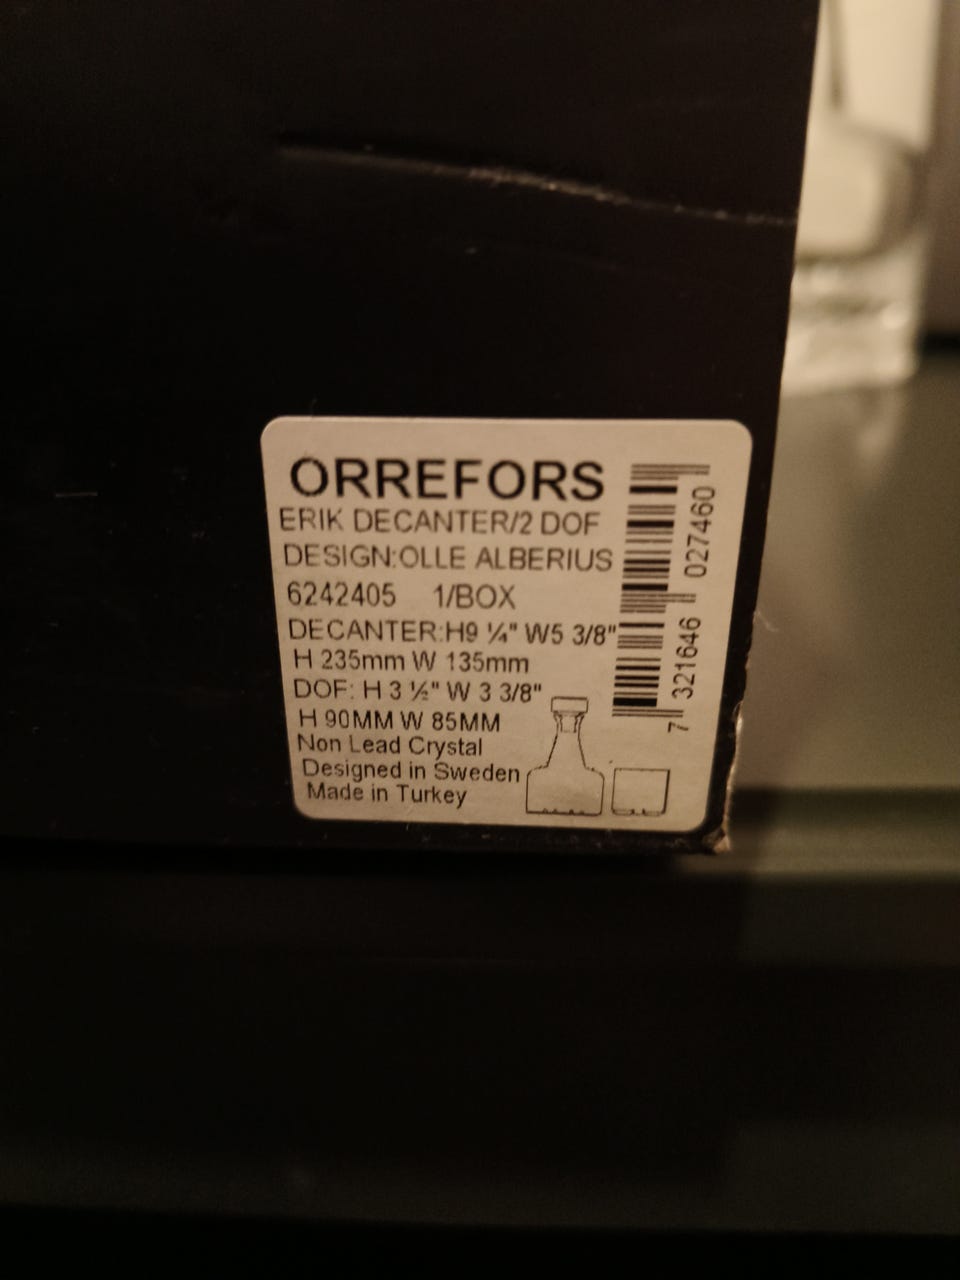 ORREFORS
ERIK DECANTER/2 DOF
DESIGN:OLLE ALBERIUS
6242405 1/BOX
DECANTER:H9 ¼" W5 3/8"
H 235mm W 135mm
DOF: H 3 ½" W 3 3/8"
H 90MM W 85MM
Non Lead Crystal
Designed in Sweden
Made in Turkey
7 321646 027460